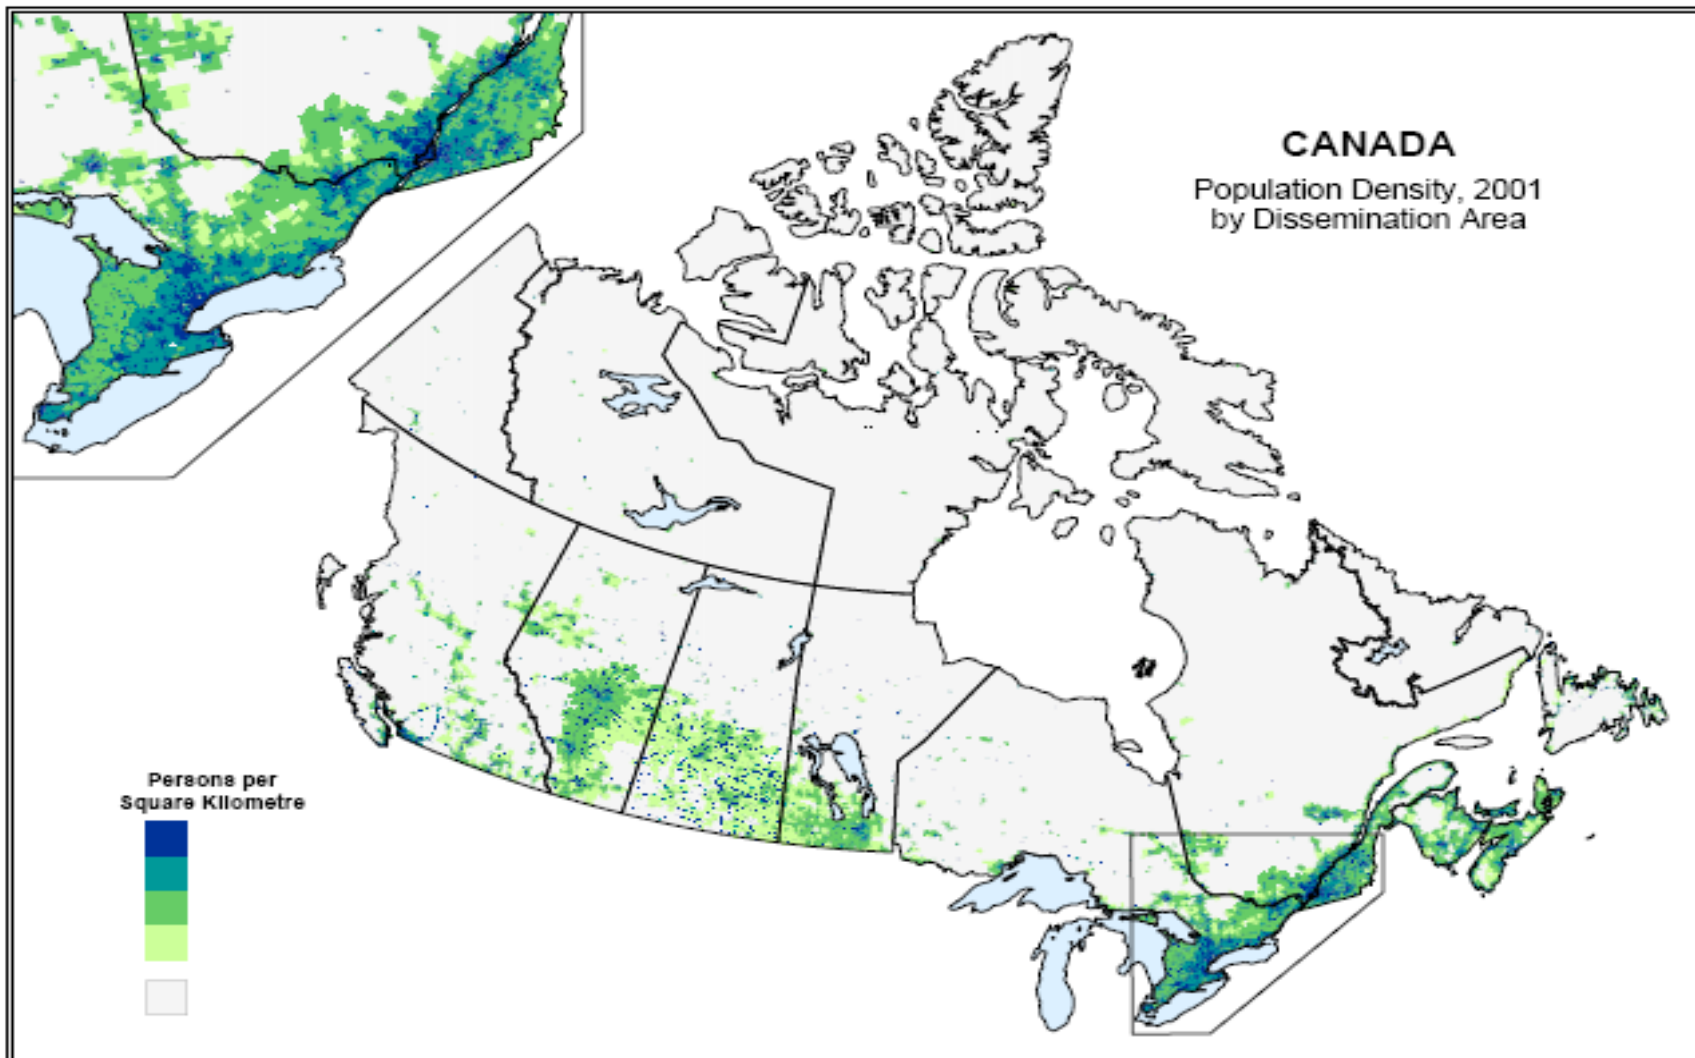 CANADA
Population Density, 2001
by Dissemination Area
Persons per
Square Kilometre